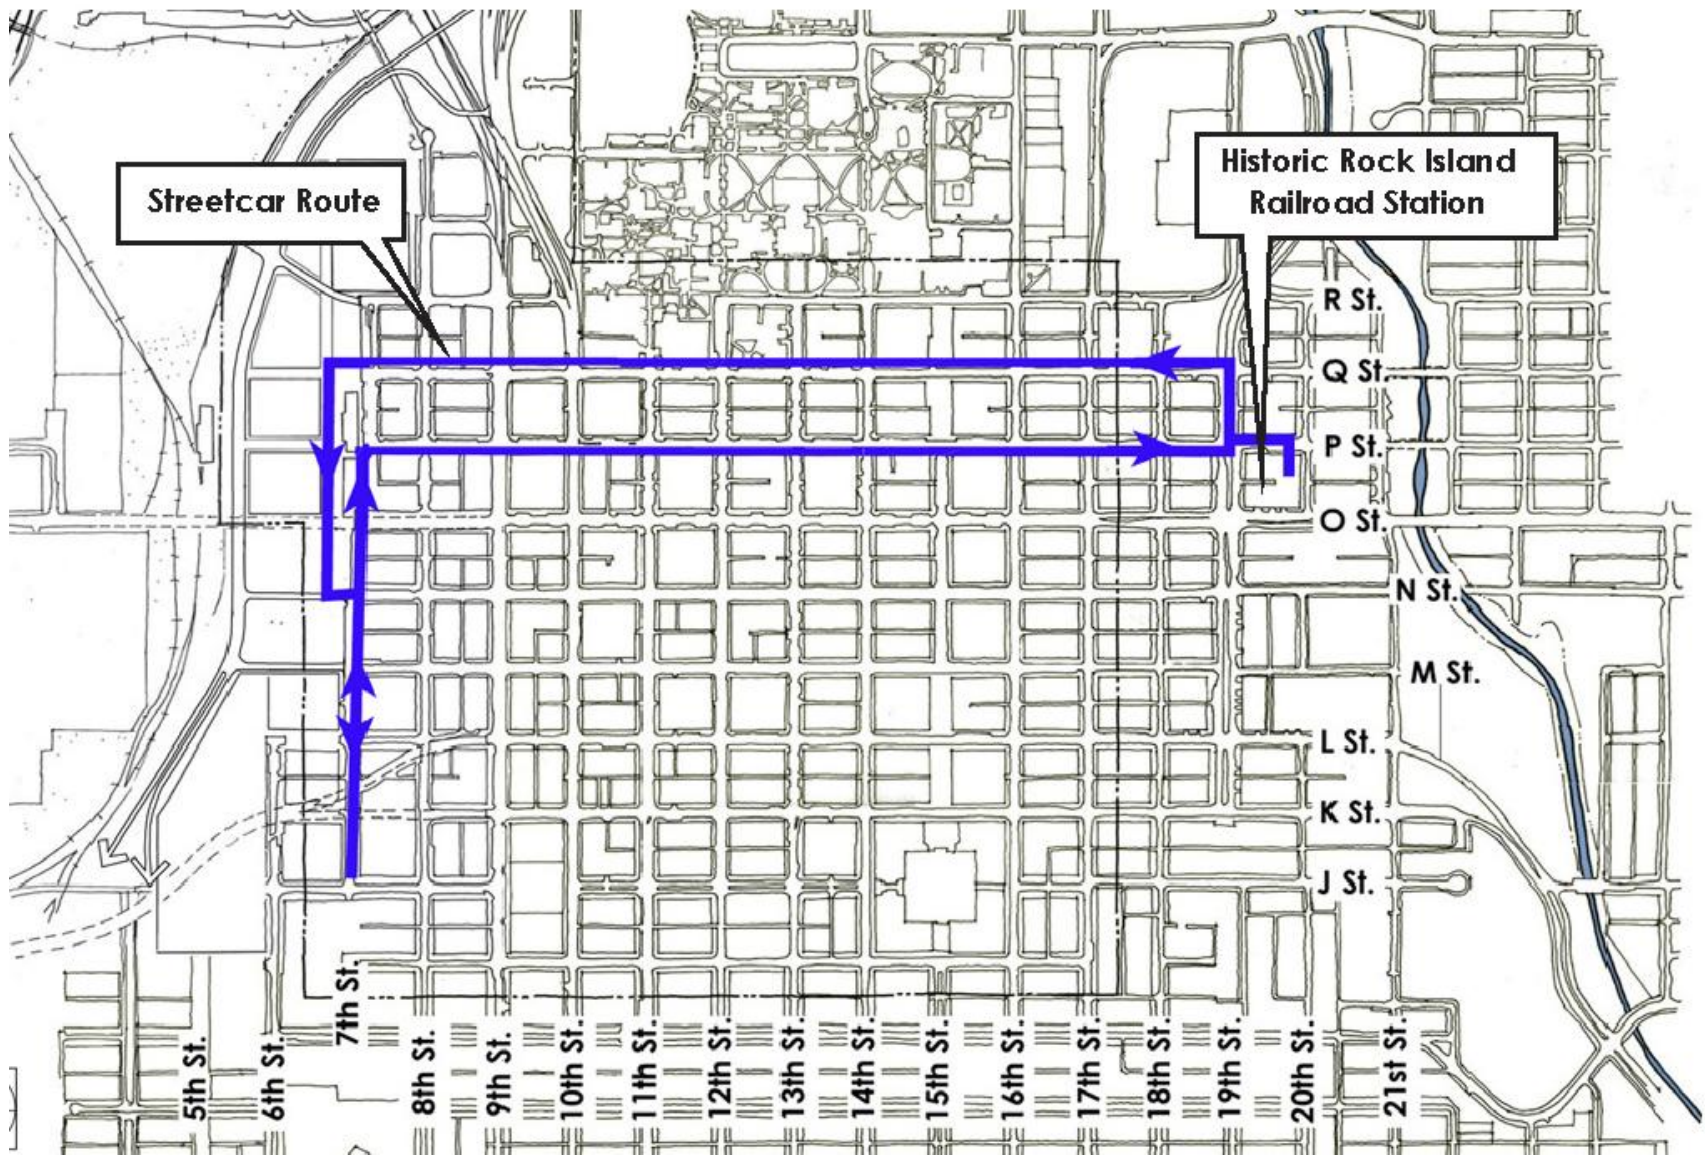 Streetcar Route
Historic Rock Island
Railroad Station
R St.
Q St.
P St.
O St.
N St.
M St.
L St.
K St.
J St.
5th St.
6th St.
7th St.
8th St.
9th St.
10th St.
11th St.
12th St.
13th St.
14th St.
15th St.
16th St.
17th St.
18th St.
19th St.
20th St.
21st St.